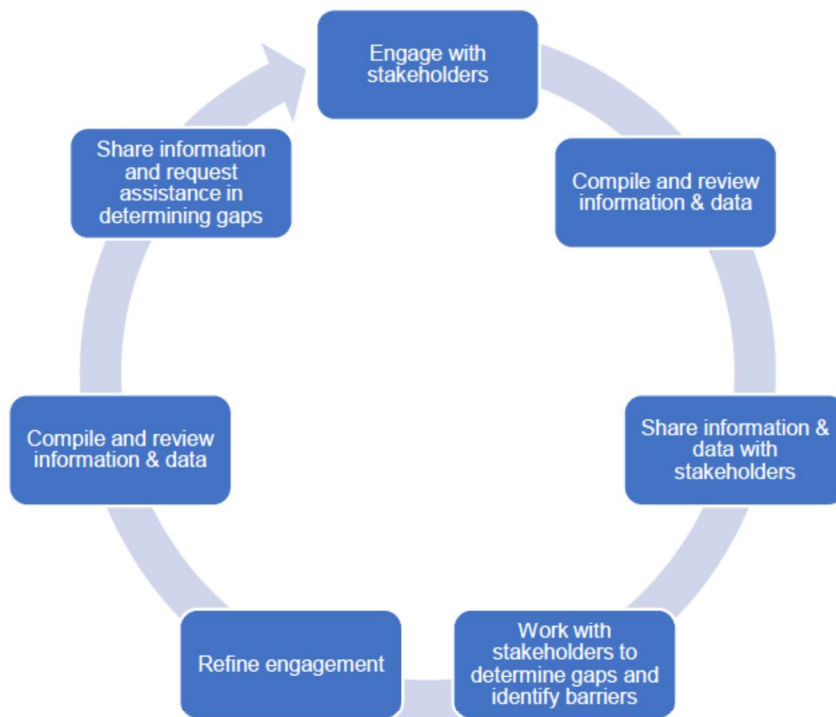 Engage with
stakeholders
Compile and review
information & data
Share information &
data with
stakeholders
Work with
stakeholders to
determine gaps and
identify barriers
Refine engagement
Compile and review
information & data
Share information
and request
assistance in
determining gaps